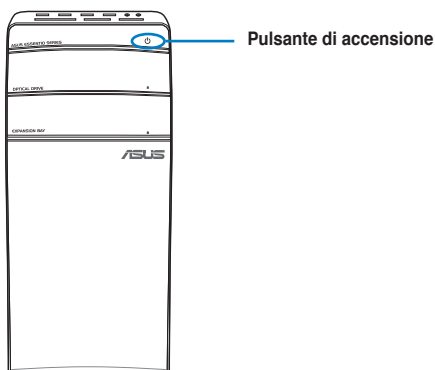 ASUS ESSENTIO SERIES
Pulsante di accensione
OPTICAL DRIVE
EXPANSION BAY
ASUS